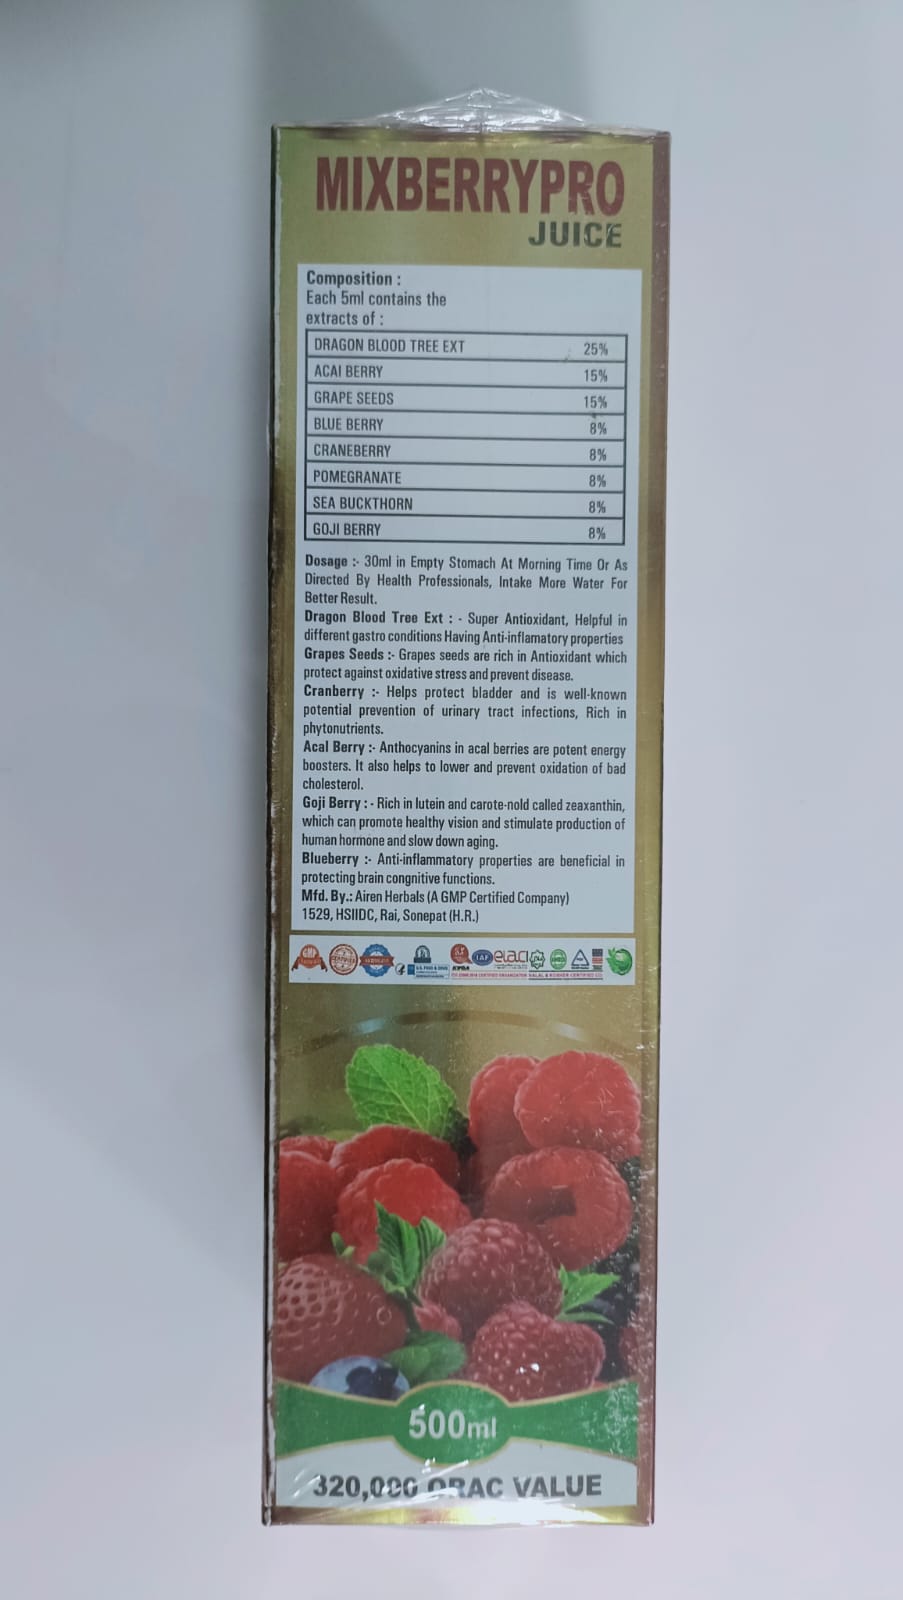 MIXBERRYPRO
JUICE
Composition :
Each 5ml contains the
extracts of :
DRAGON BLOOD TREE EXT 25%
ACAI BERRY 15%
GRAPE SEEDS 15%
BLUE BERRY 8%
CRANEBERRY 8%
POMEGRANATE 8%
SEA BUCKTHORN 8%
GOJI BERRY 8%
Dosage :- 30ml in Empty Stomach At Morning Time Or As
Directed By Health Professionals, Intake More Water For
Better Result.
Dragon Blood Tree Ext : - Super Antioxidant, Helpful in
different gastro conditions Having Anti-inflamatory properties
Grapes Seeds :- Grapes seeds are rich in Antioxidant which
protect against oxidative stress and prevent disease.
Cranberry :- Helps protect bladder and is well-known
potential prevention of urinary tract infections, Rich in
phytonutrients.
Acal Berry :- Anthocyanins in acal berries are potent energy
boosters. It also helps to lower and prevent oxidation of bad
cholesterol.
Goji Berry : - Rich in lutein and carote-nold called zeaxanthin,
which can promote healthy vision and stimulate production of
human hormone and slow down aging.
Blueberry :- Anti-inflammatory properties are beneficial in
protecting brain congnitive functions.
Mfd. By.: Airen Herbals (A GMP Certified Company)
1529, HSIIDC, Rai, Sonepat (H.R.)
GMP IAF
500ml
320,000 ORAC VALUE